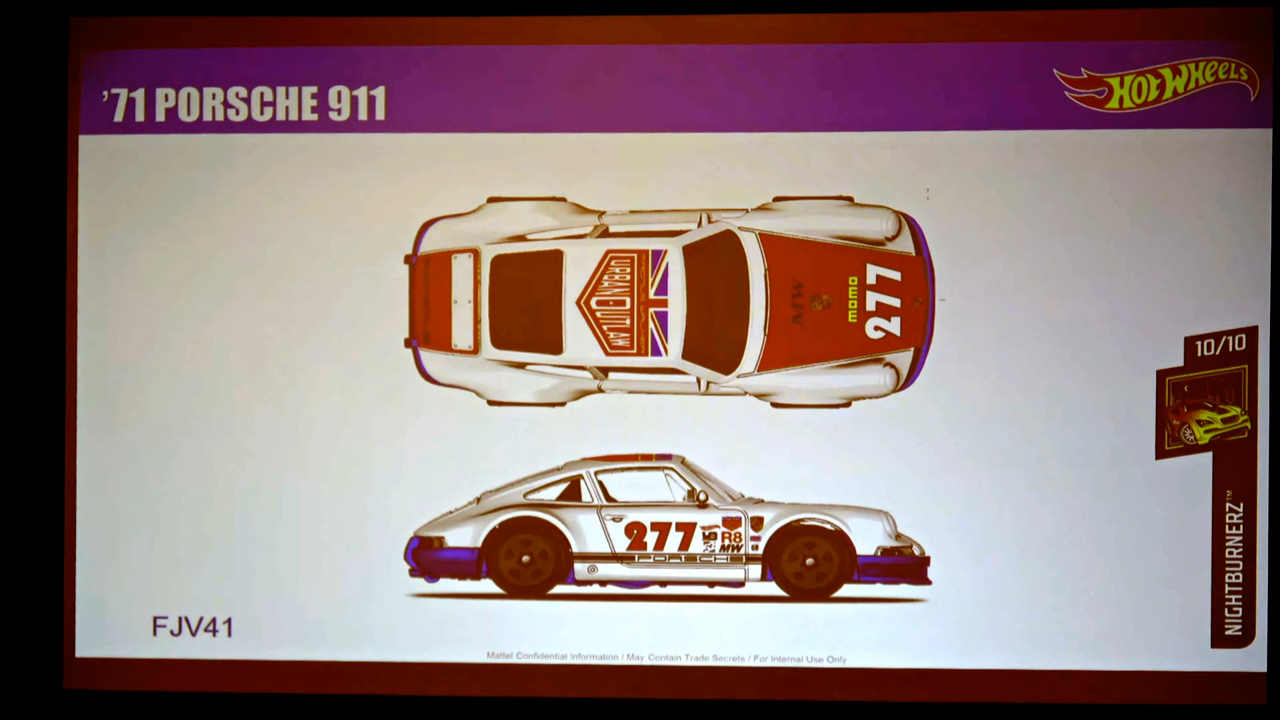 '71 PORSCHE 911
HOT WHEELS
URBAN OUTLAW
MW
momo
277
10/10
277
R8
MW
PORSCHE
NIGHTBURNERZ™
FJV41
Mattel Confidential Information / May Contain Trade Secrets / For Internal Use Only